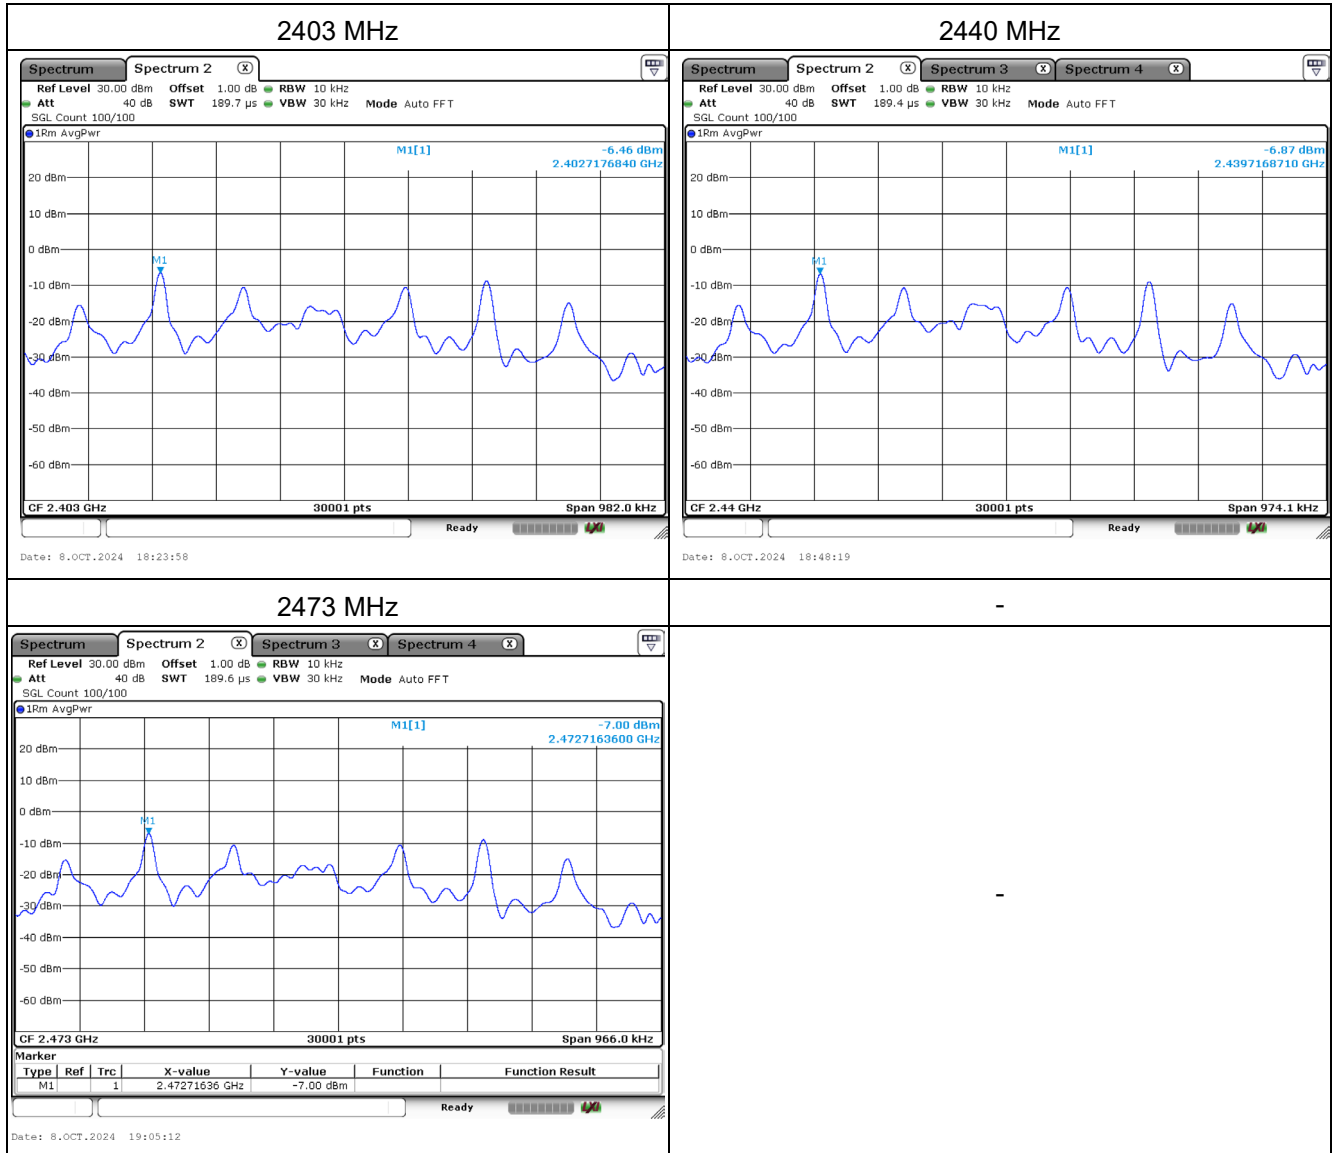 2403 MHz
Spectrum
Spectrum 2 X
Ref Level 30.00 dBm Offset 1.00 dB RBW 10 kHz
Att 40 dB SWT 189.7 µs VBW 30 kHz Mode Auto FFT
SGL Count 100/100
1Rm AvgPwr
M1[1] -6.46 dBm
2.4027176840 GHz
20 dBm
10 dBm
0 dBm
M1
-10 dBm
-20 dBm
-30 dBm
-40 dBm
-50 dBm
-60 dBm
CF 2.403 GHz 30001 pts Span 982.0 kHz
Ready LXI
Date: 8.OCT.2024 18:23:58
2440 MHz
Spectrum
Spectrum 2 X
Spectrum 3 X
Spectrum 4 X
Ref Level 30.00 dBm Offset 1.00 dB RBW 10 kHz
Att 40 dB SWT 189.4 µs VBW 30 kHz Mode Auto FFT
SGL Count 100/100
1Rm AvgPwr
M1[1] -6.87 dBm
2.4397168710 GHz
20 dBm
10 dBm
0 dBm
M1
-10 dBm
-20 dBm
-30 dBm
-40 dBm
-50 dBm
-60 dBm
CF 2.44 GHz 30001 pts Span 974.1 kHz
Ready LXI
Date: 8.OCT.2024 18:48:19
2473 MHz
Spectrum
Spectrum 2 X
Spectrum 3 X
Spectrum 4 X
Ref Level 30.00 dBm Offset 1.00 dB RBW 10 kHz
Att 40 dB SWT 189.6 µs VBW 30 kHz Mode Auto FFT
SGL Count 100/100
1Rm AvgPwr
M1[1] -7.00 dBm
2.4727163600 GHz
20 dBm
10 dBm
0 dBm
M1
-10 dBm
-20 dBm
-30 dBm
-40 dBm
-50 dBm
-60 dBm
CF 2.473 GHz 30001 pts Span 966.0 kHz
Marker
Type Ref Trc X-value Y-value Function Function Result
M1 1 2.47271636 GHz -7.00 dBm
Ready LXI
Date: 8.OCT.2024 19:05:12
-
-